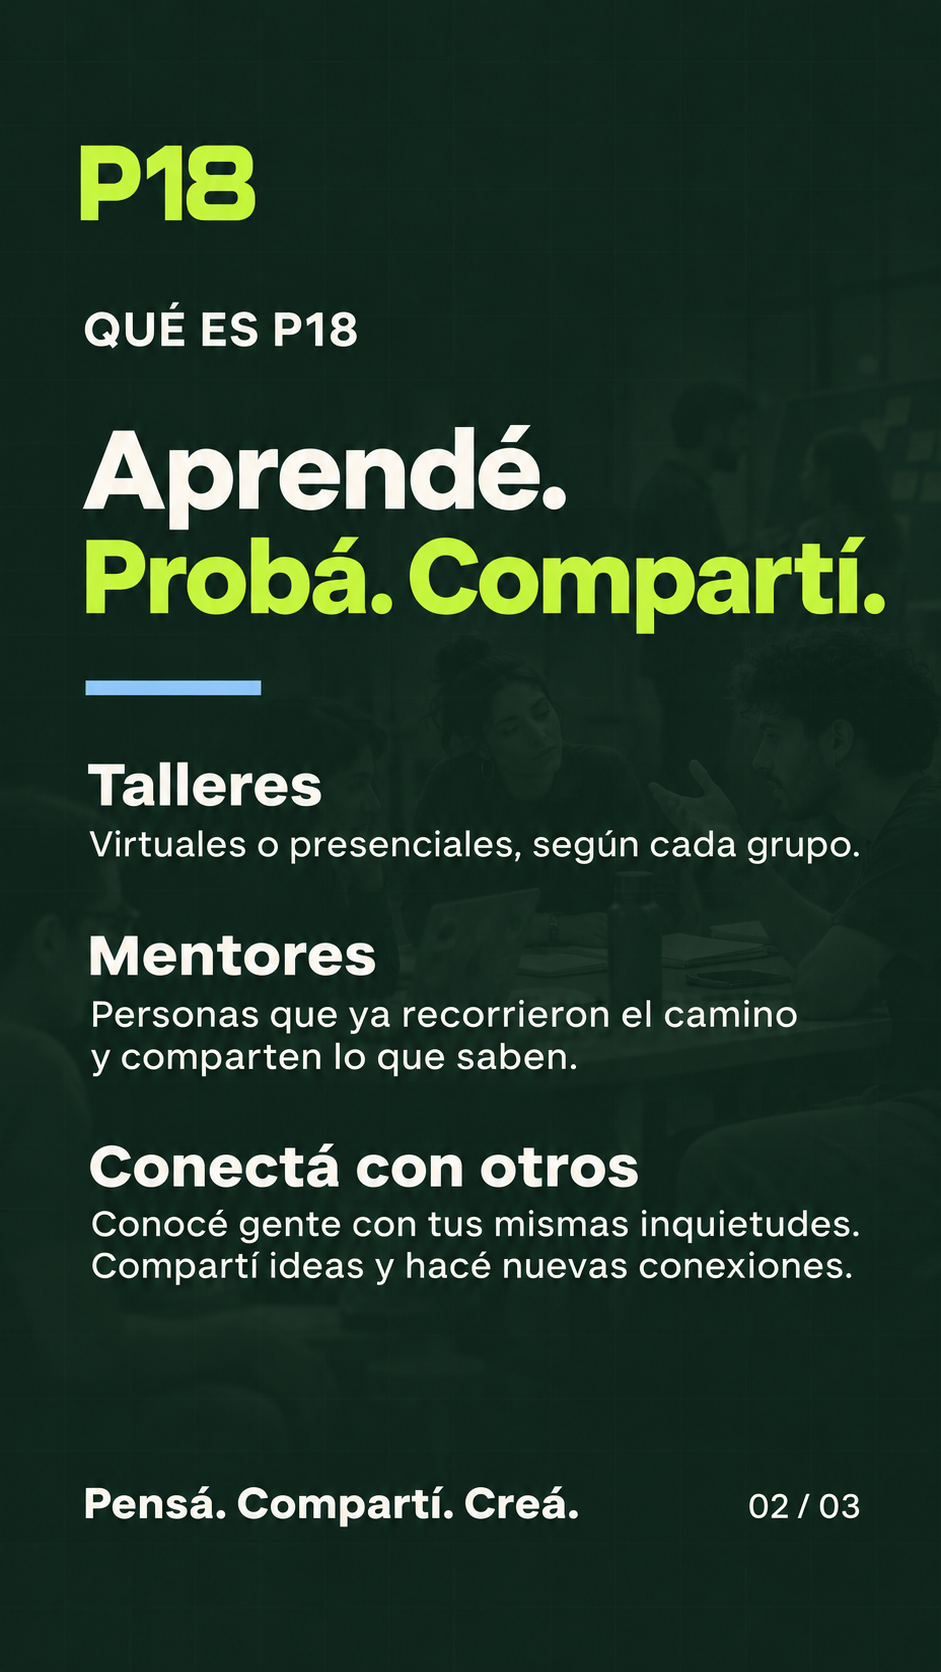 P18
QUÉ ES P18
Aprendé.
Probá. Compartí.
Talleres
Virtuales o presenciales, según cada grupo.
Mentores
Personas que ya recorrieron el camino
y comparten lo que saben.
Conectá con otros
Conocé gente con tus mismas inquietudes.
Compartí ideas y hacé nuevas conexiones.
Pensá. Compartí. Creá.
02 / 03